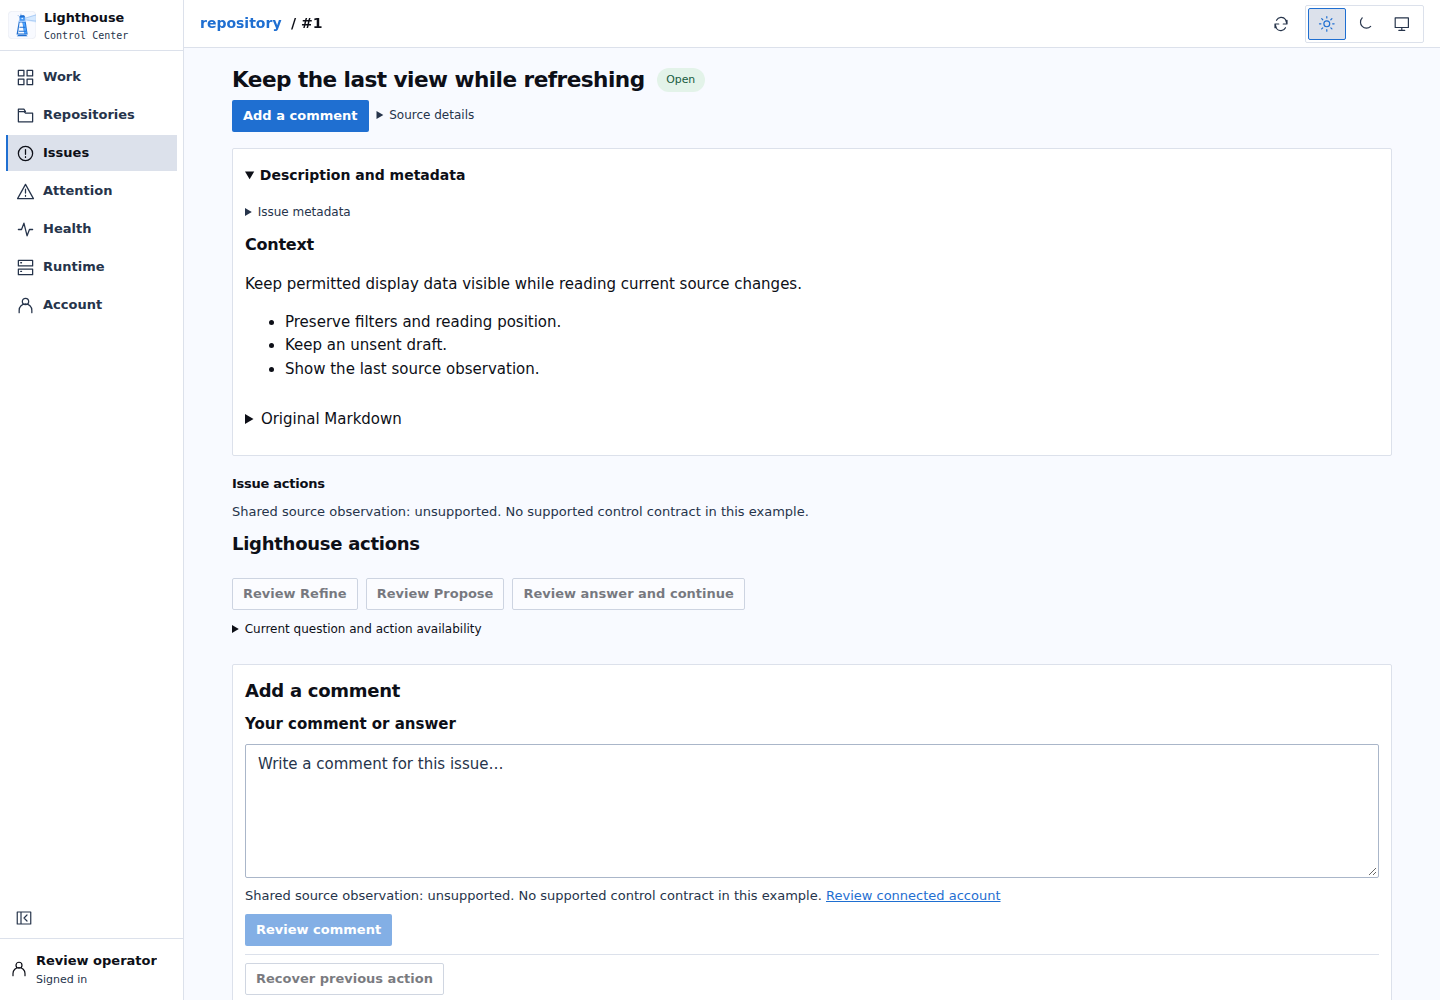 Lighthouse
Control Center
Work
Repositories
Issues
Attention
Health
Runtime
Account
Review operator
Signed in
repository / #1
Keep the last view while refreshing Open
Add a comment Source details
Description and metadata
Issue metadata
Context
Keep permitted display data visible while reading current source changes.
Preserve filters and reading position.
Keep an unsent draft.
Show the last source observation.
Original Markdown
Issue actions
Shared source observation: unsupported. No supported control contract in this example.
Lighthouse actions
Review Refine Review Propose Review answer and continue
Current question and action availability
Add a comment
Your comment or answer
Write a comment for this issue…
Shared source observation: unsupported. No supported control contract in this example. Review connected account
Review comment
Recover previous action